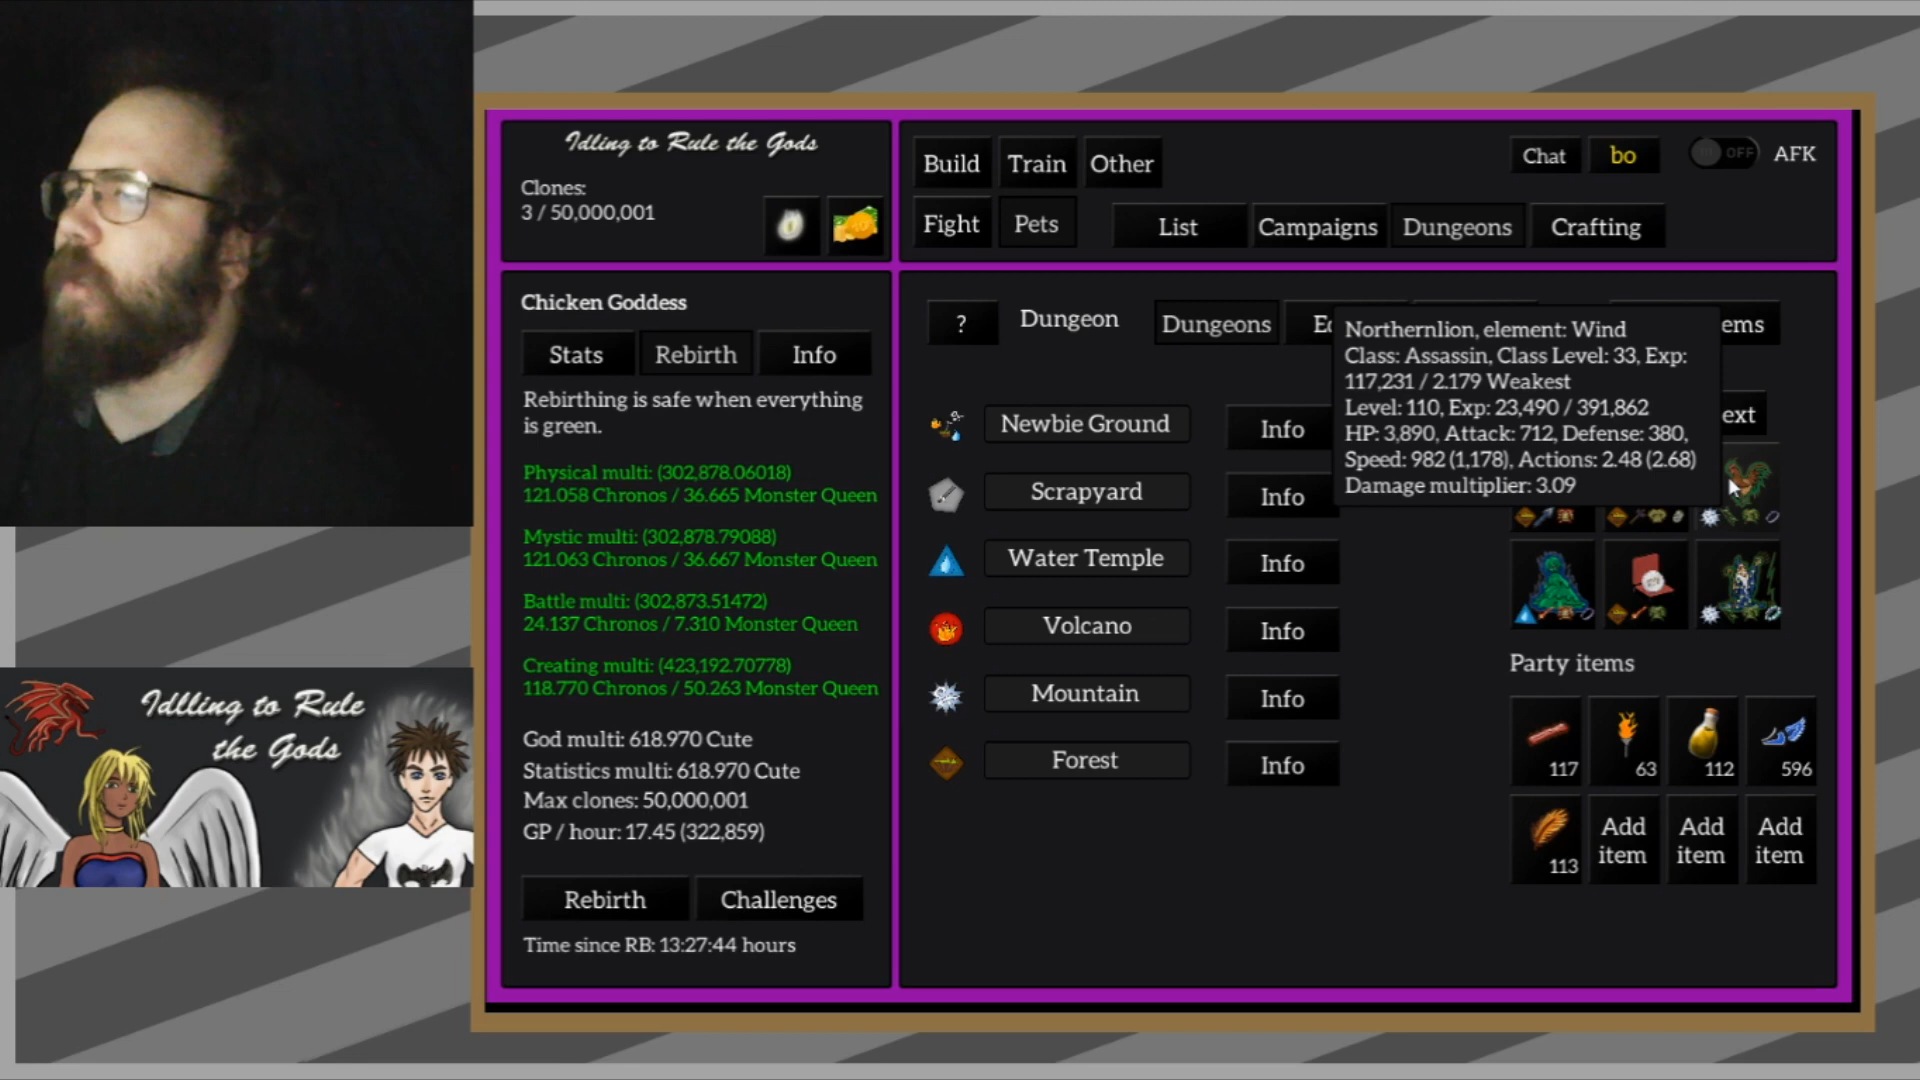 Idling to Rule the Gods
Clones:
3 / 50,000,001
Build
Train
Other
Chat
bo
OFF
AFK
Fight
Pets
List
Campaigns
Dungeons
Crafting
Chicken Goddess
Stats
Rebirth
Info
Rebirthing is safe when everything
is green.
Physical multi: (302,878.06018)
121.058 Chronos / 36.665 Monster Queen
Mystic multi: (302,878.79088)
121.063 Chronos / 36.667 Monster Queen
Battle multi: (302,873.51472)
24.137 Chronos / 7.310 Monster Queen
Creating multi: (423,192.70778)
118.770 Chronos / 50.263 Monster Queen
God multi: 618.970 Cute
Statistics multi: 618.970 Cute
Max clones: 50,000,001
GP / hour: 17.45 (322,859)
Rebirth
Challenges
Time since RB: 13:27:44 hours
?
Dungeon
Dungeons
ems
Northernlion, element: Wind
Class: Assassin, Class Level: 33, Exp:
117,231 / 2.179 Weakest
Level: 110, Exp: 23,490 / 391,862
HP: 3,890, Attack: 712, Defense: 380,
Speed: 982 (1,178), Actions: 2.48 (2.68)
Damage multiplier: 3.09
ext
Newbie Ground
Info
Scrapyard
Info
Water Temple
Info
Volcano
Info
Mountain
Info
Forest
Info
Party items
117
63
112
596
113
Add
item
Add
item
Add
item
Idlling to Rule
the Gods